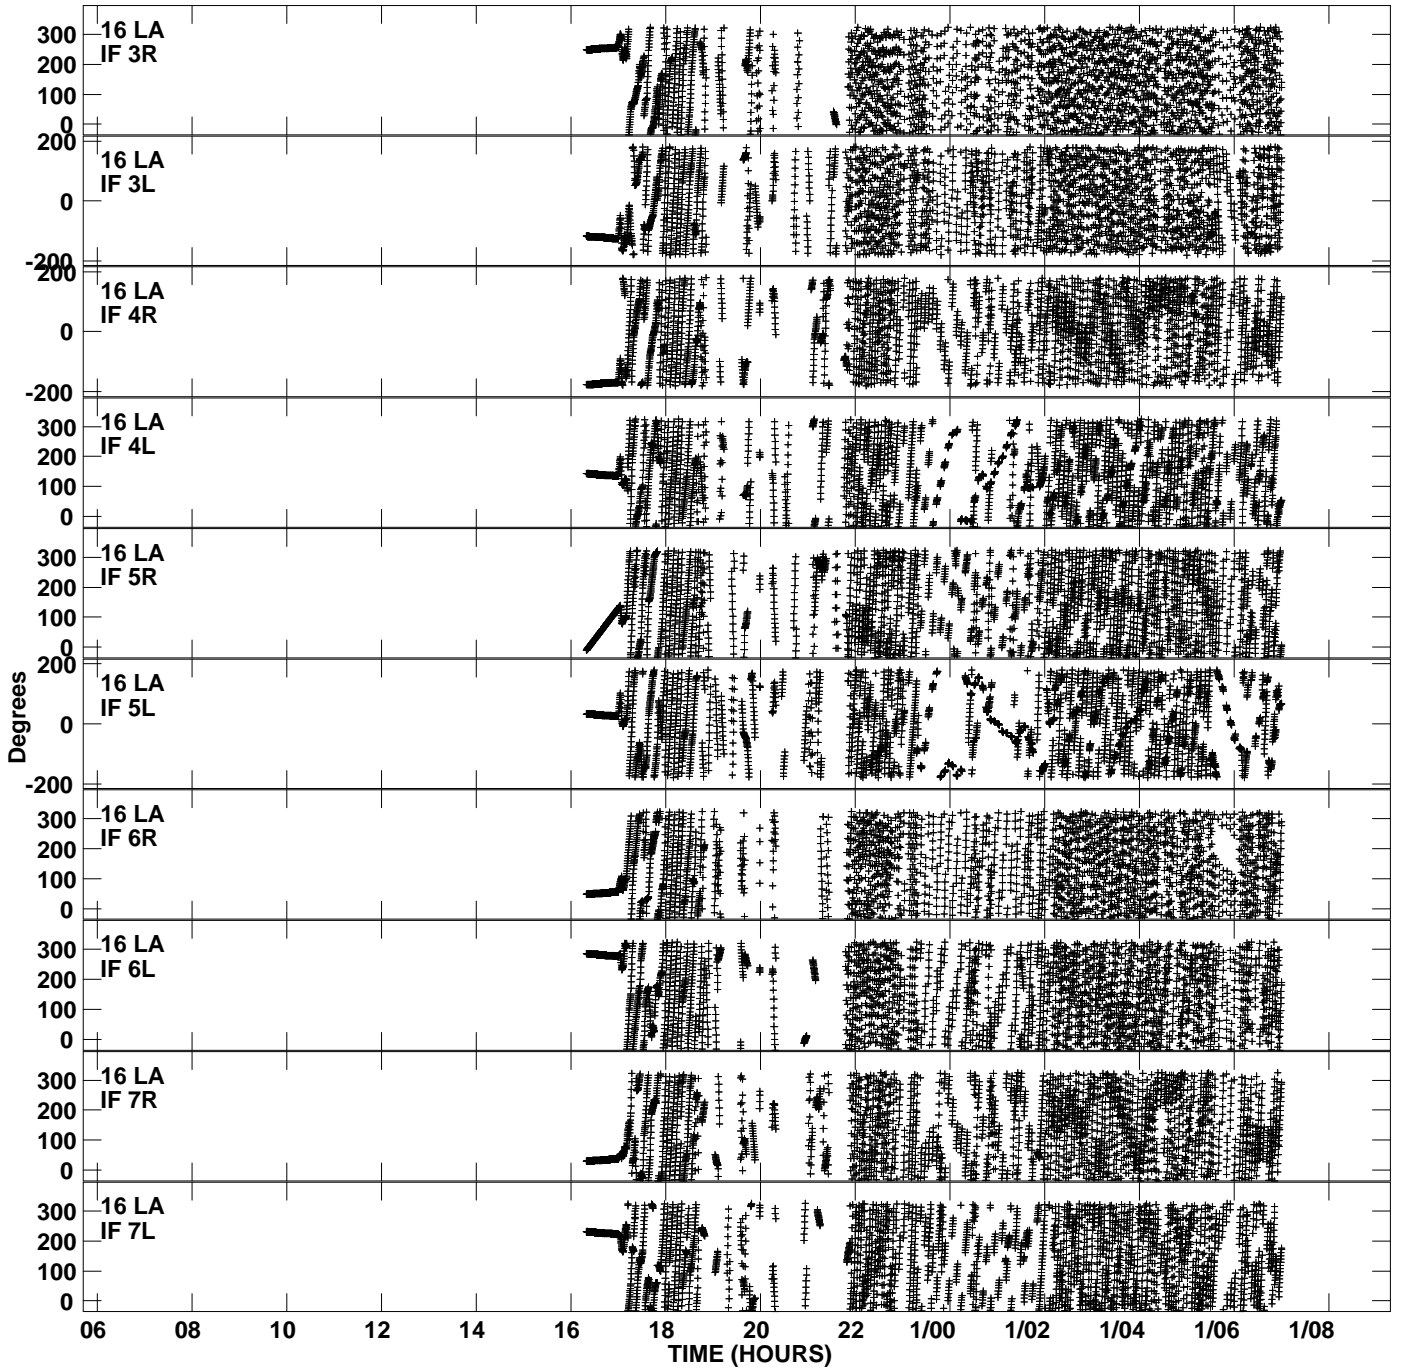 16 LA
IF 3R
300
200
100
0
16 LA
IF 3L
200
0
-200
16 LA
IF 4R
200
0
-200
16 LA
IF 4L
300
200
100
0
16 LA
IF 5R
300
200
100
0
16 LA
IF 5L
200
0
-200
Degrees
16 LA
IF 6R
300
200
100
0
16 LA
IF 6L
300
200
100
0
16 LA
IF 7R
300
200
100
0
16 LA
IF 7L
300
200
100
0
06 08 10 12 14 16 18 20 22 1/00 1/02 1/04 1/06 1/08
TIME (HOURS)